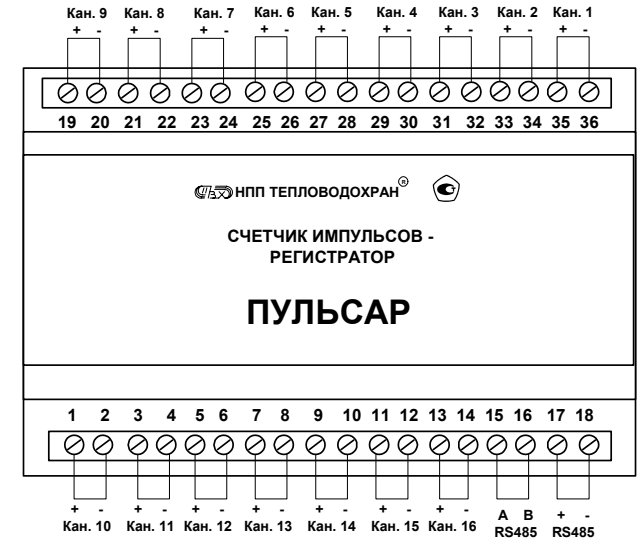 Кан. 9 Кан. 8 Кан. 7 Кан. 6 Кан. 5 Кан. 4 Кан. 3 Кан. 2 Кан. 1
+ - + - + - + - + - + - + - + - + -
19 20 21 22 23 24 25 26 27 28 29 30 31 32 33 34 35 36
НПП ТЕПЛОВОДОХРАН ®
СЧЕТЧИК ИМПУЛЬСОВ -
РЕГИСТРАТОР
ПУЛЬСАР
1 2 3 4 5 6 7 8 9 10 11 12 13 14 15 16 17 18
+ - + - + - + - + - + - + - A B + -
Кан. 10 Кан. 11 Кан. 12 Кан. 13 Кан. 14 Кан. 15 Кан. 16 RS485 RS485